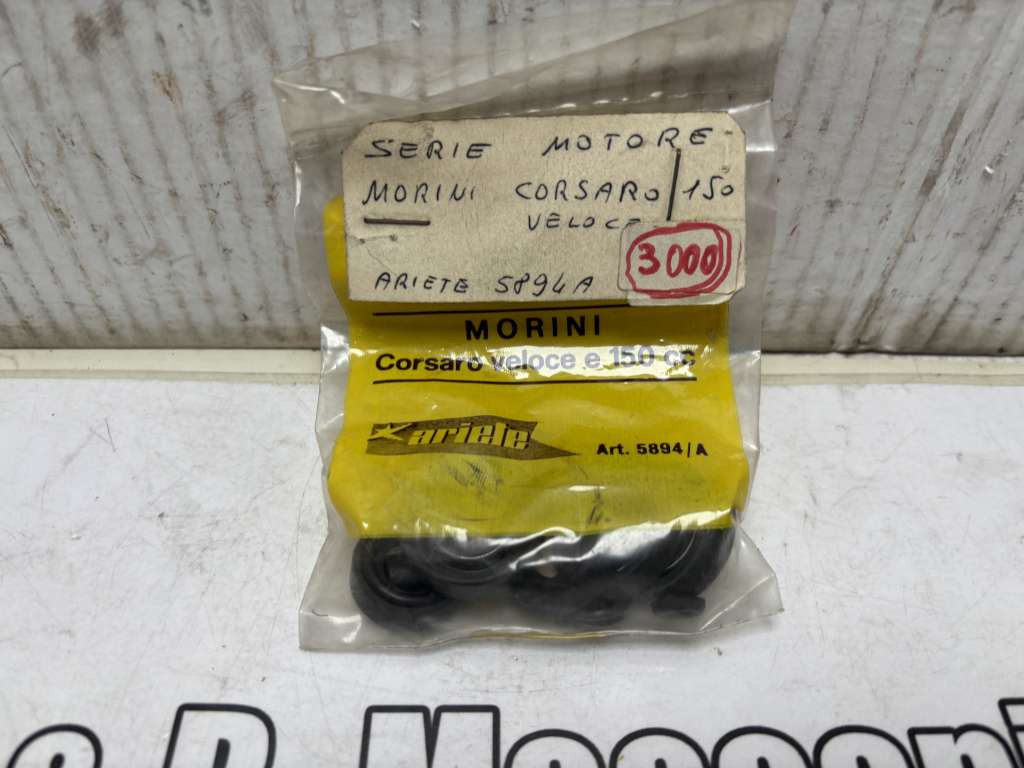 SERIE MOTORE
MORINI CORSARO / 150
VELOCE
3000
ARIETE 5894A
MORINI
Corsaro veloce e 150 cc
ariete
Art. 5894/A